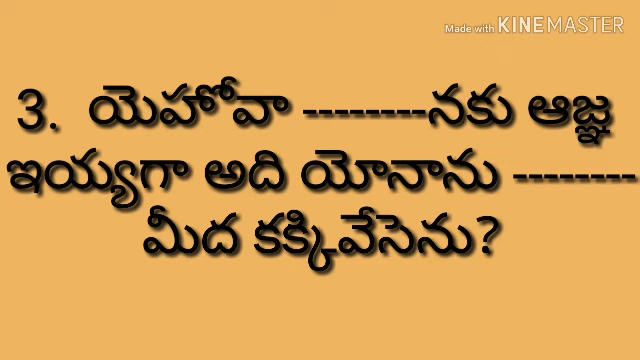 Made with KINEMASTER
3. యెహోవా --------నకు ఆజ్ఞ
ఇయ్యగా అది యోనాను --------
మీద కక్కివేసెను?